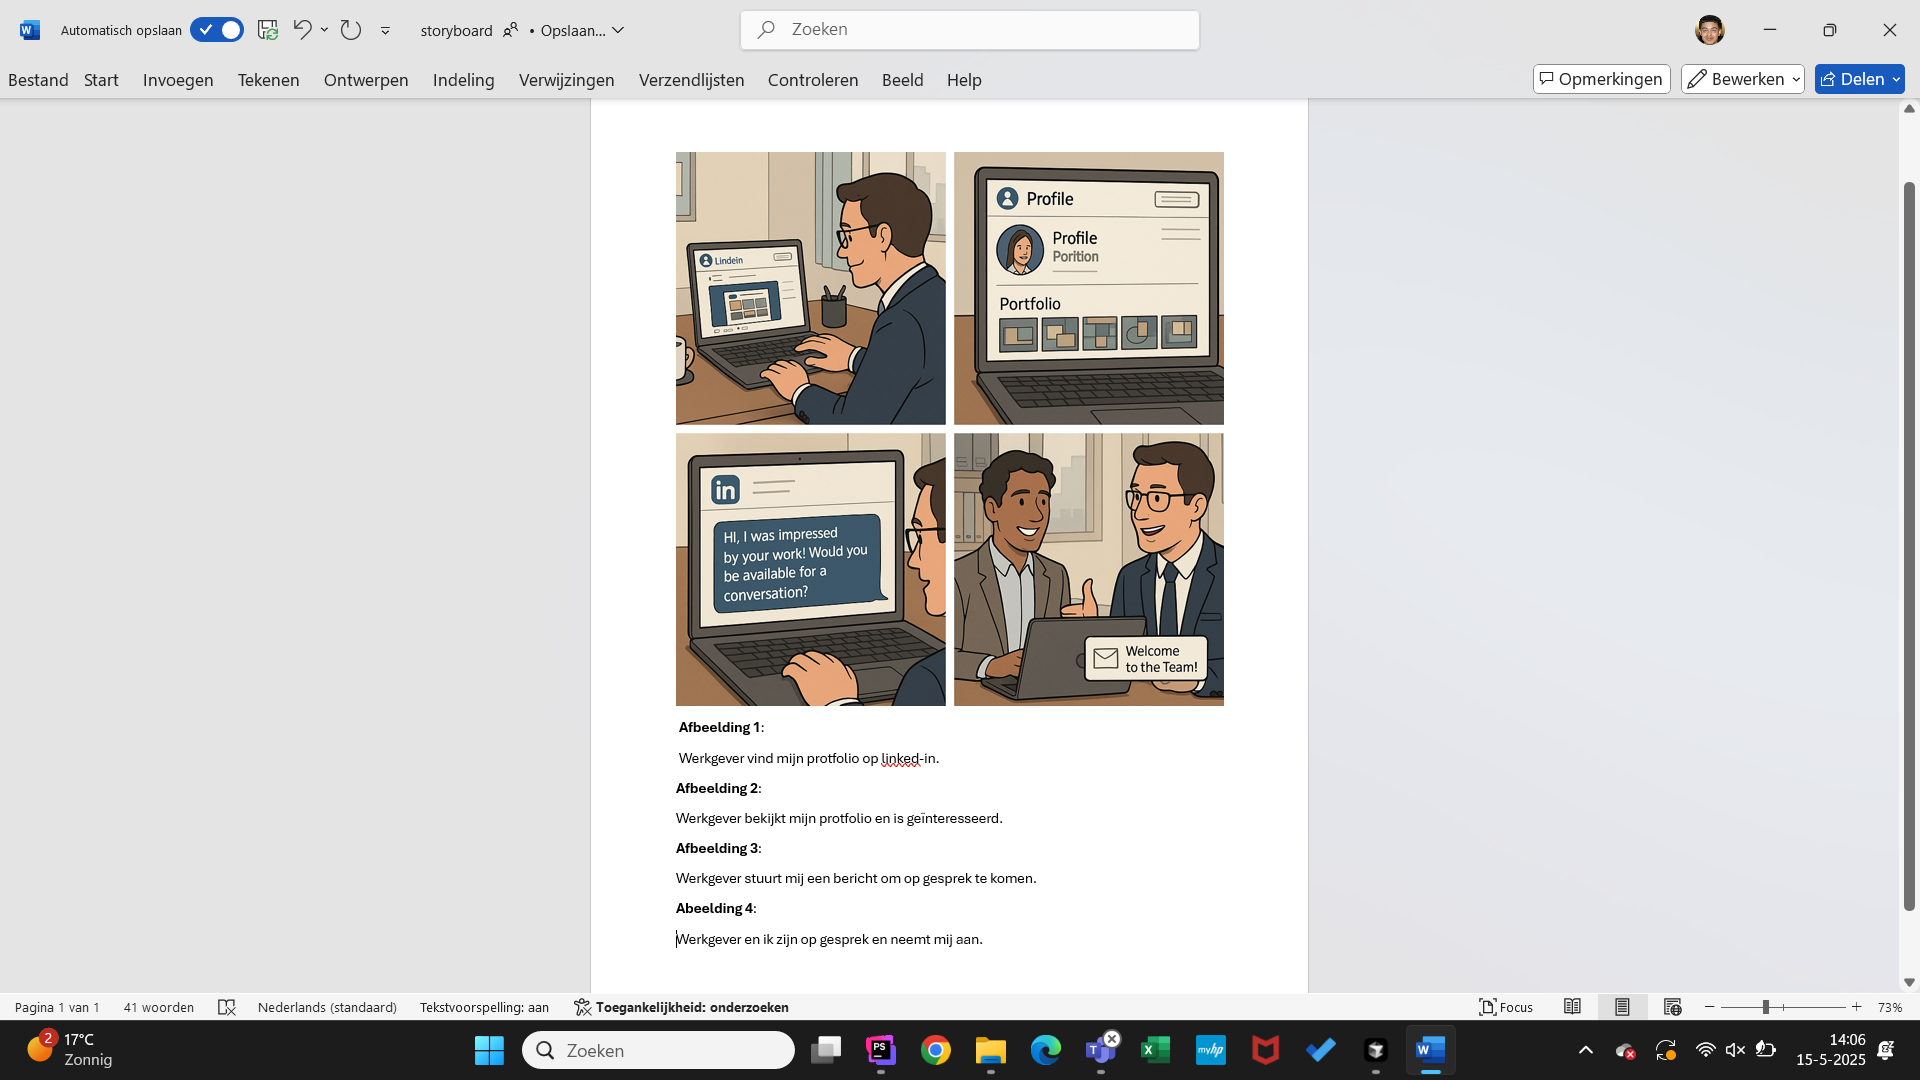 Automatisch opslaan
storyboard • Opslaan...
Zoeken
Bestand Start Invoegen Tekenen Ontwerpen Indeling Verwijzingen Verzendlijsten Controleren Beeld Help
Opmerkingen Bewerken Delen
Lindein
Profile
Profile
Porition
Portfolio
in
HI, I was impressed
by your work! Would you
be available for a
conversation?
Welcome
to the Team!
Afbeelding 1:
Werkgever vind mijn protfolio op linked-in.
Afbeelding 2:
Werkgever bekijkt mijn protfolio en is geïnteresseerd.
Afbeelding 3:
Werkgever stuurt mij een bericht om op gesprek te komen.
Abeelding 4:
Werkgever en ik zijn op gesprek en neemt mij aan.
Pagina 1 van 1 41 woorden Nederlands (standaard) Tekstvoorspelling: aan Toegankelijkheid: onderzoeken Focus 73%
2 17°C
Zonnig
Zoeken
PS
myhp
14:06
15-5-2025